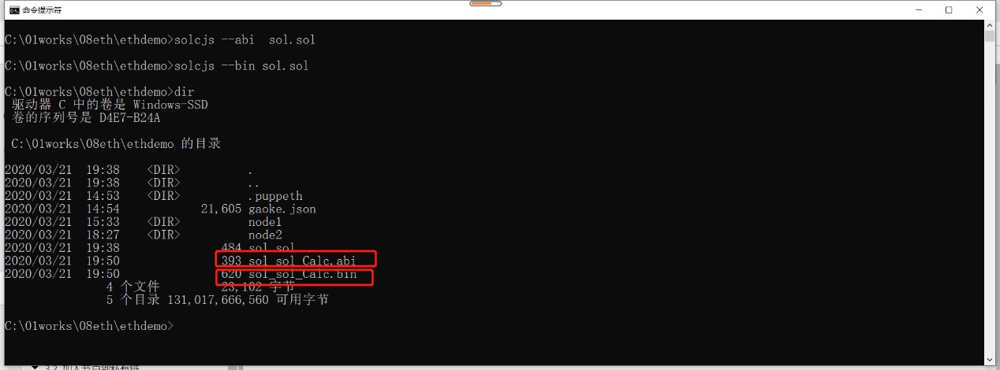 命令提示符
C:\01works\08eth\ethdemo>solcjs --abi  sol.sol
C:\01works\08eth\ethdemo>solcjs --bin sol.sol
C:\01works\08eth\ethdemo>dir
驱动器 C 中的卷是 Windows-SSD
卷的序列号是 D4E7-B24A
C:\01works\08eth\ethdemo 的目录
2020/03/21  19:38    <DIR>          .
2020/03/21  19:38    <DIR>          ..
2020/03/21  14:53    <DIR>          .puppeth
2020/03/21  14:54            21,605 gaoke.json
2020/03/21  15:33    <DIR>          node1
2020/03/21  18:27    <DIR>          node2
2020/03/21  19:38               484 sol.sol
2020/03/21  19:50               393 sol_sol_Calc.abi
2020/03/21  19:50               620 sol_sol_Calc.bin
4 个文件         23,102 字节
5 个目录 131,017,666,560 可用字节
C:\01works\08eth\ethdemo>